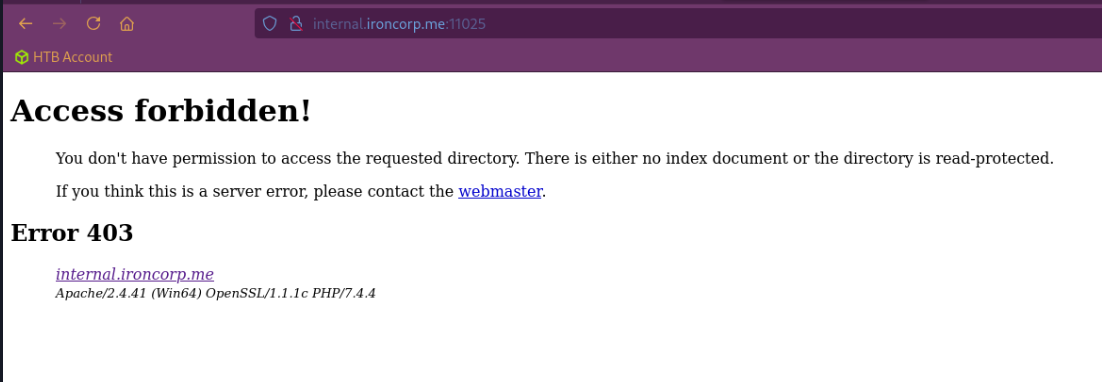 internal.ironcorp.me:11025
HTB Account
Access forbidden!
You don't have permission to access the requested directory. There is either no index document or the directory is read-protected.
If you think this is a server error, please contact the webmaster.
Error 403
internal.ironcorp.me
Apache/2.4.41 (Win64) OpenSSL/1.1.1c PHP/7.4.4